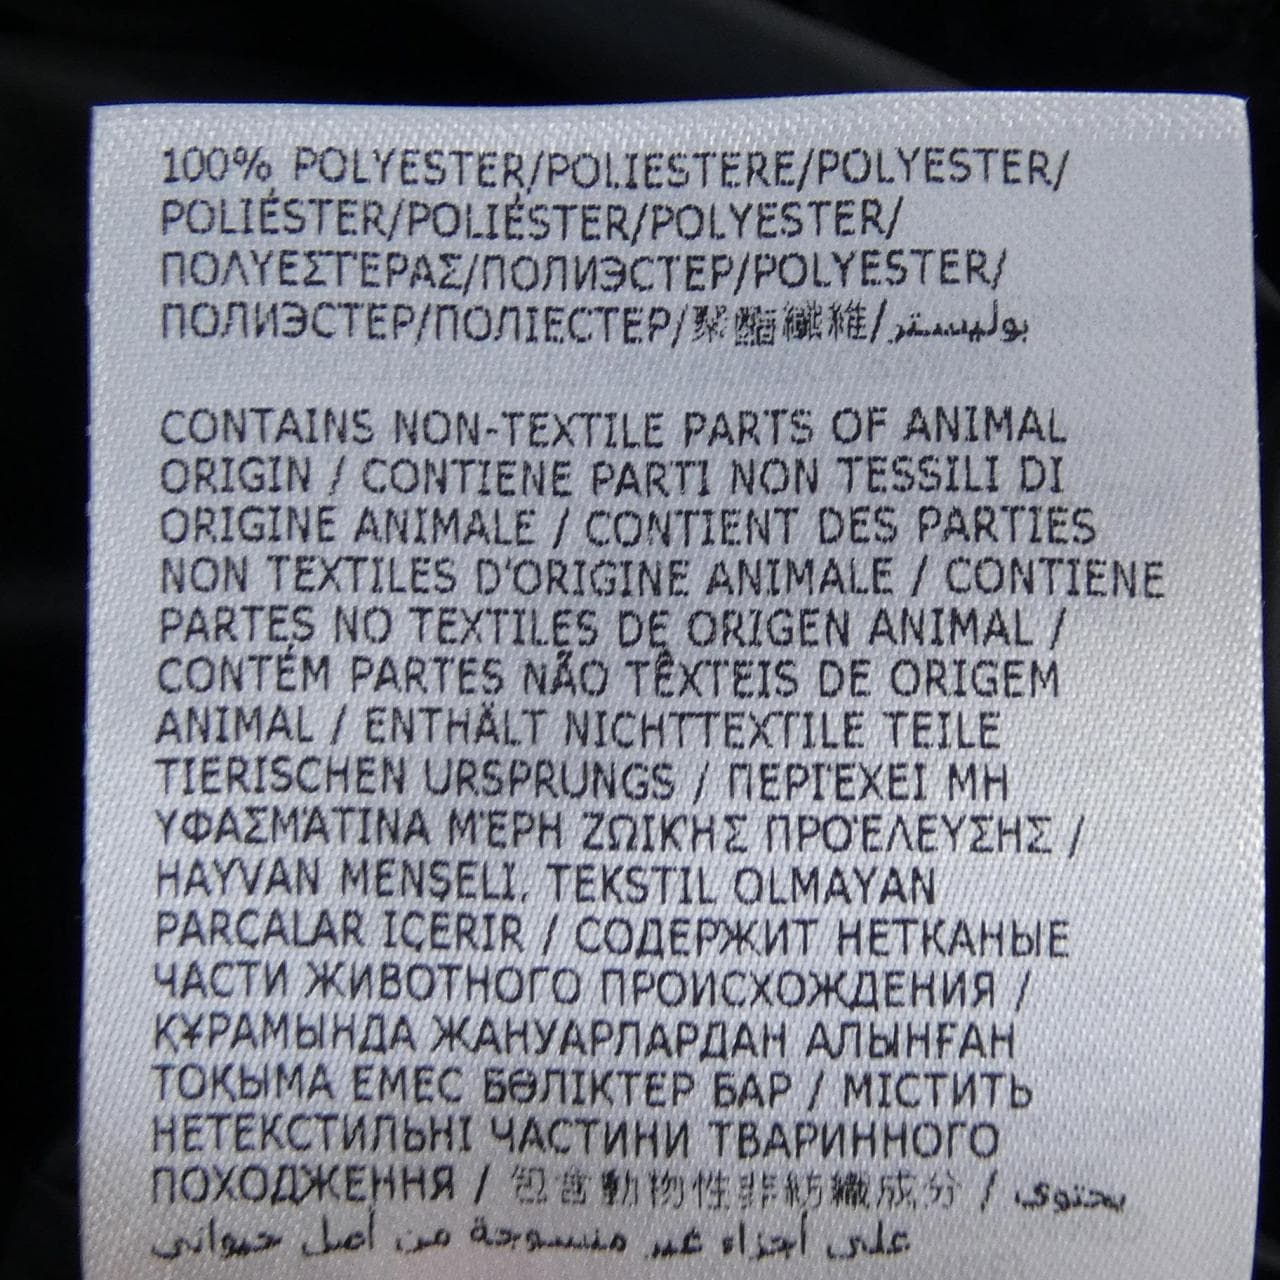 100% POLYESTER/POLIESTERE/POLYESTER/
POLIÉSTER/POLIÉSTER/POLYESTER/
ΠΟΛΥΕΣΤΕΡΑΣ/ПОЛИЭСТЕР/POLYESTER/
ПОЛИЭСТЕР/ПОЛІЕСТЕР/聚酯纖維/بوليستر
CONTAINS NON-TEXTILE PARTS OF ANIMAL
ORIGIN / CONTIENE PARTI NON TESSILI DI
ORIGINE ANIMALE / CONTIENT DES PARTIES
NON TEXTILES D'ORIGINE ANIMALE / CONTIENE
PARTES NO TEXTILES DE ORIGEN ANIMAL /
CONTÉM PARTES NÃO TÊXTEIS DE ORIGEM
ANIMAL / ENTHÄLT NICHTTEXTILE TEILE
TIERISCHEN URSPRUNGS / ΠΕΡΙΈΧΕΙ ΜΗ
ΥΦΑΣΜΆΤΙΝΑ ΜΈΡΗ ΖΩΙΚΉΣ ΠΡΟΈΛΕΥΣΗΣ /
HAYVAN MENŞELI, TEKSTIL OLMAYAN
PARÇALAR IÇERIR / СОДЕРЖИТ НЕТКАНЫЕ
ЧАСТИ ЖИВОТНОГО ПРОИСХОЖДЕНИЯ /
ҚҰРАМЫНДА ЖАНУАРЛАРДАН АЛЫНҒАН
ТОҚЫМА ЕМЕС БӨЛІКТЕР БАР / МІСТИТЬ
НЕТЕКСТИЛЬНІ ЧАСТИНИ ТВАРИННОГО
ПОХОДЖЕННЯ / 包含動物性非紡織成分 / يحتوي
على أجزاء غير منسوجة من أصل حيواني